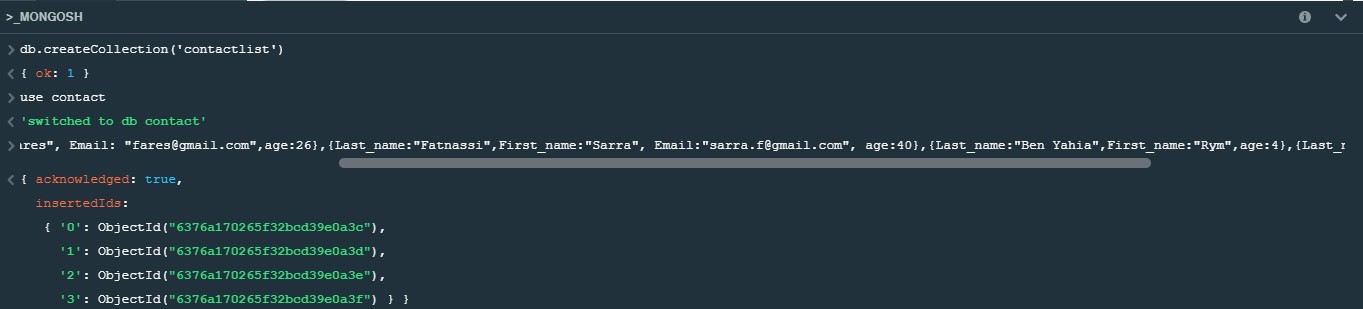 >_MONGOSH
> db.createCollection('contactlist')
< { ok: 1 }
> use contact
< 'switched to db contact'
> ares", Email: "fares@gmail.com",age:26},{Last_name:"Fatnassi",First_name:"Sarra", Email:"sarra.f@gmail.com", age:40},{Last_name:"Ben Yahia",First_name:"Rym",age:4},{Last_
< { acknowledged: true,
insertedIds:
{ '0': ObjectId("6376a170265f32bcd39e0a3c"),
'1': ObjectId("6376a170265f32bcd39e0a3d"),
'2': ObjectId("6376a170265f32bcd39e0a3e"),
'3': ObjectId("6376a170265f32bcd39e0a3f") } }